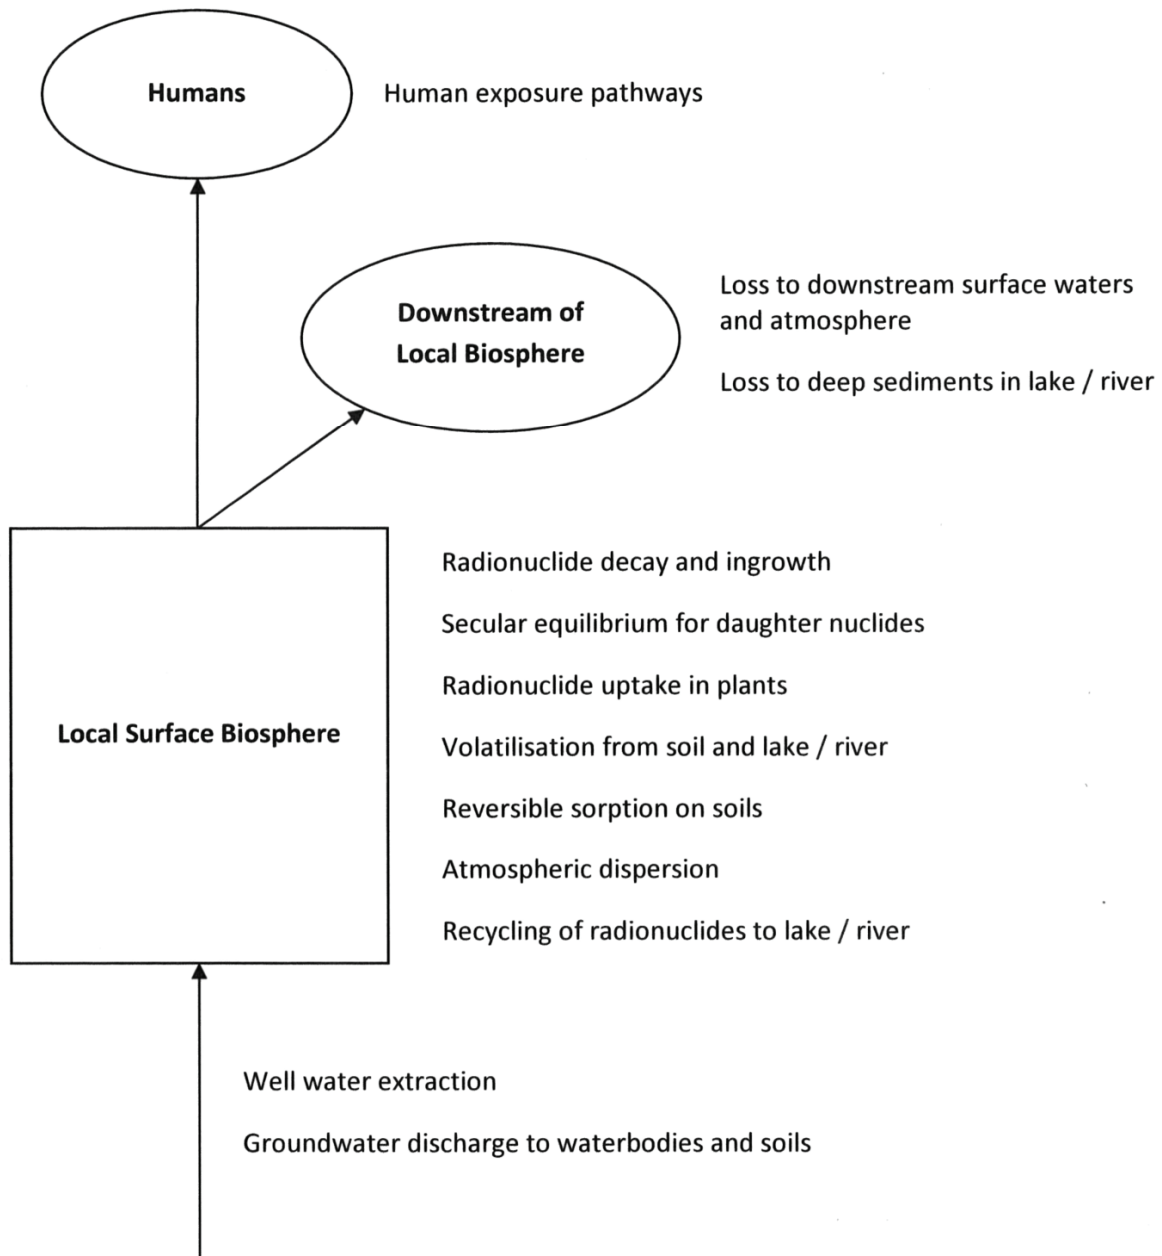 Humans
Human exposure pathways
Downstream of
Local Biosphere
Loss to downstream surface waters
and atmosphere
Loss to deep sediments in lake / river
Local Surface Biosphere
Radionuclide decay and ingrowth
Secular equilibrium for daughter nuclides
Radionuclide uptake in plants
Volatilisation from soil and lake / river
Reversible sorption on soils
Atmospheric dispersion
Recycling of radionuclides to lake / river
Well water extraction
Groundwater discharge to waterbodies and soils